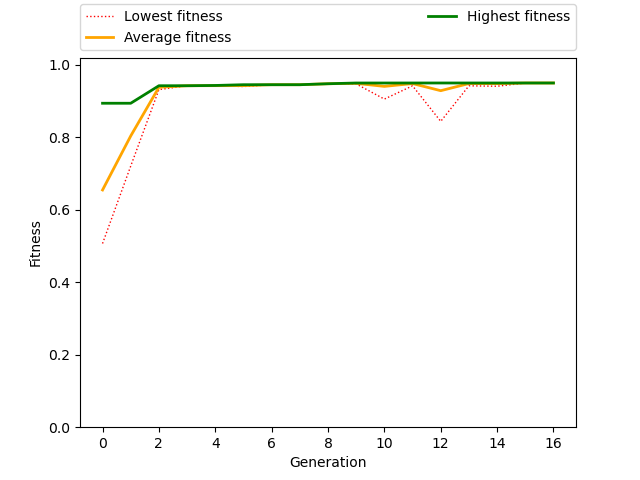 Lowest fitness
Average fitness
Highest fitness
1.0
0.8
0.6
0.4
0.2
0.0
Fitness
0 2 4 6 8 10 12 14 16
Generation